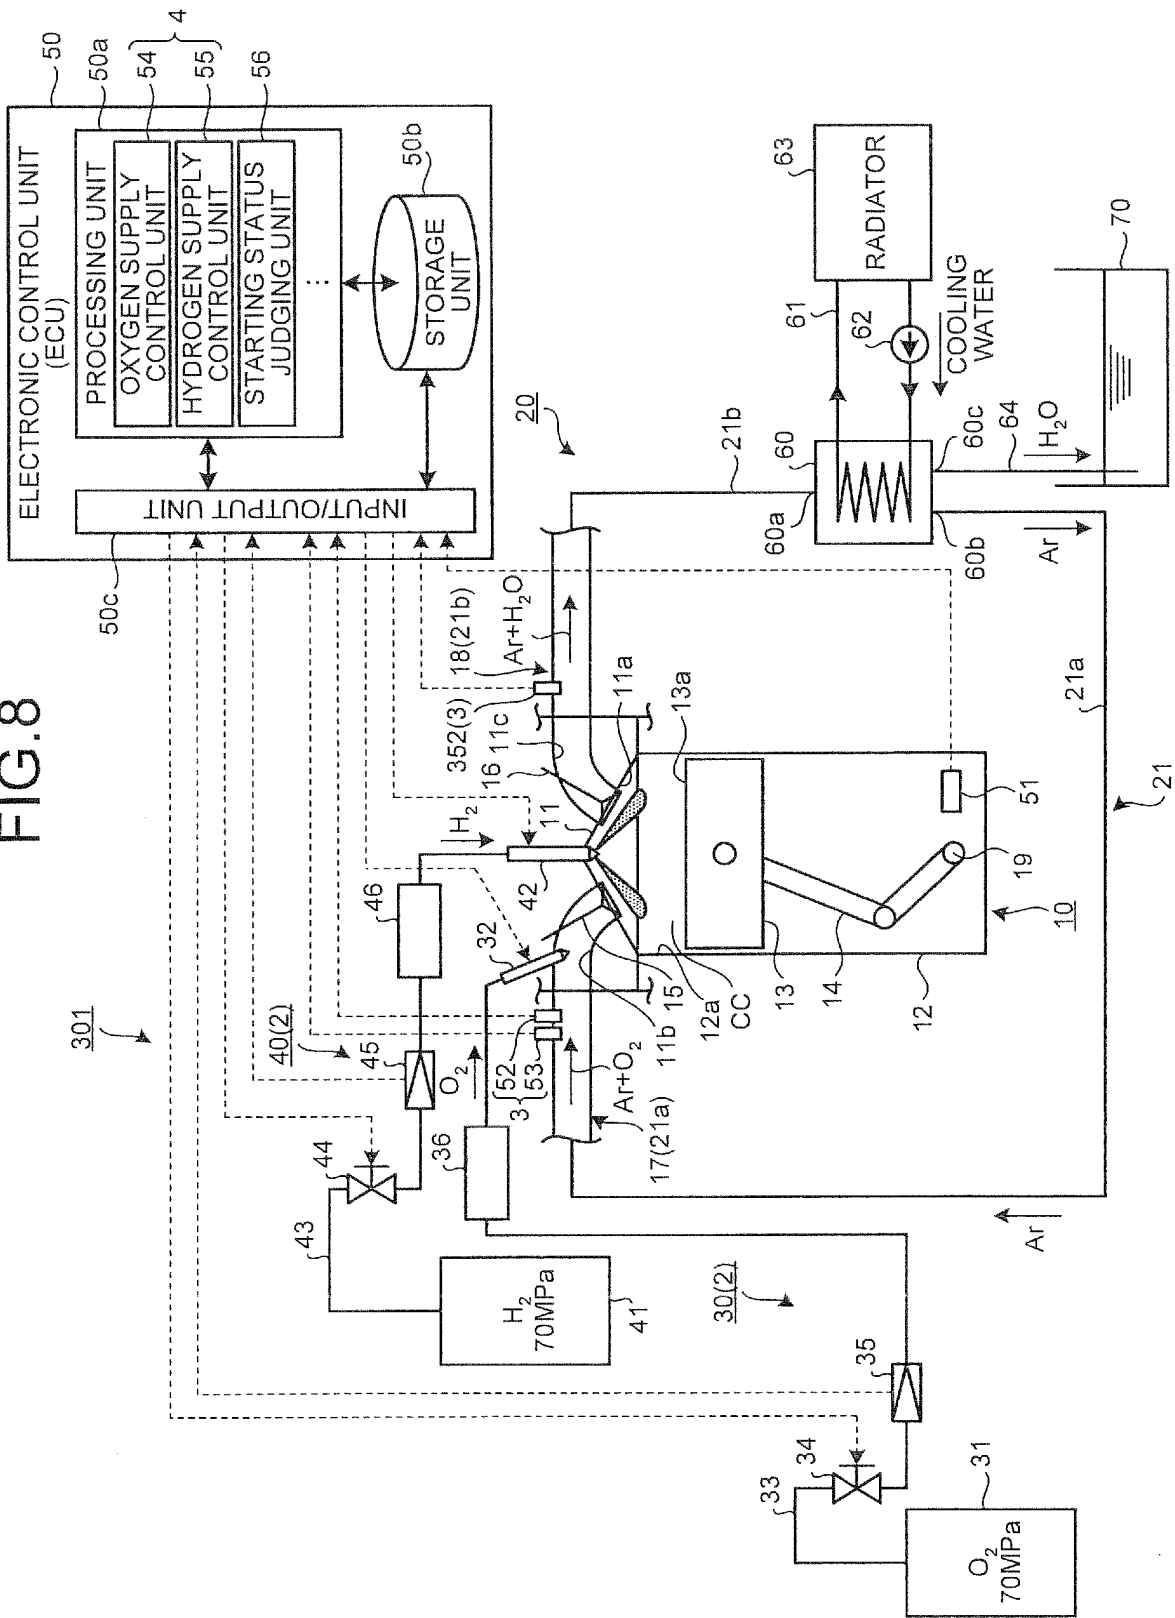 FIG.8
301
ELECTRONIC CONTROL UNIT
(ECU)
50
50a
54
55
4
56
PROCESSING UNIT
OXYGEN SUPPLY
CONTROL UNIT
HYDROGEN SUPPLY
CONTROL UNIT
STARTING STATUS
JUDGING UNIT
...
50b
STORAGE
UNIT
INPUT/OUTPUT UNIT
50c
43
44
40(2)
45
46
H2
70MPa
41
H2
42
11
16
11c
352(3)
18(21b)
Ar+H2O
11a
20
21b
36
O2
32
52
53
3
Ar+O2
17(21a)
11b
15
12a
CC
13a
13
14
12
10
19
51
30(2)
33
34
35
O2
70MPa
31
Ar
21
21a
60a
60
60b
60c
Ar
61
62
63
RADIATOR
COOLING
WATER
64
H2O
70